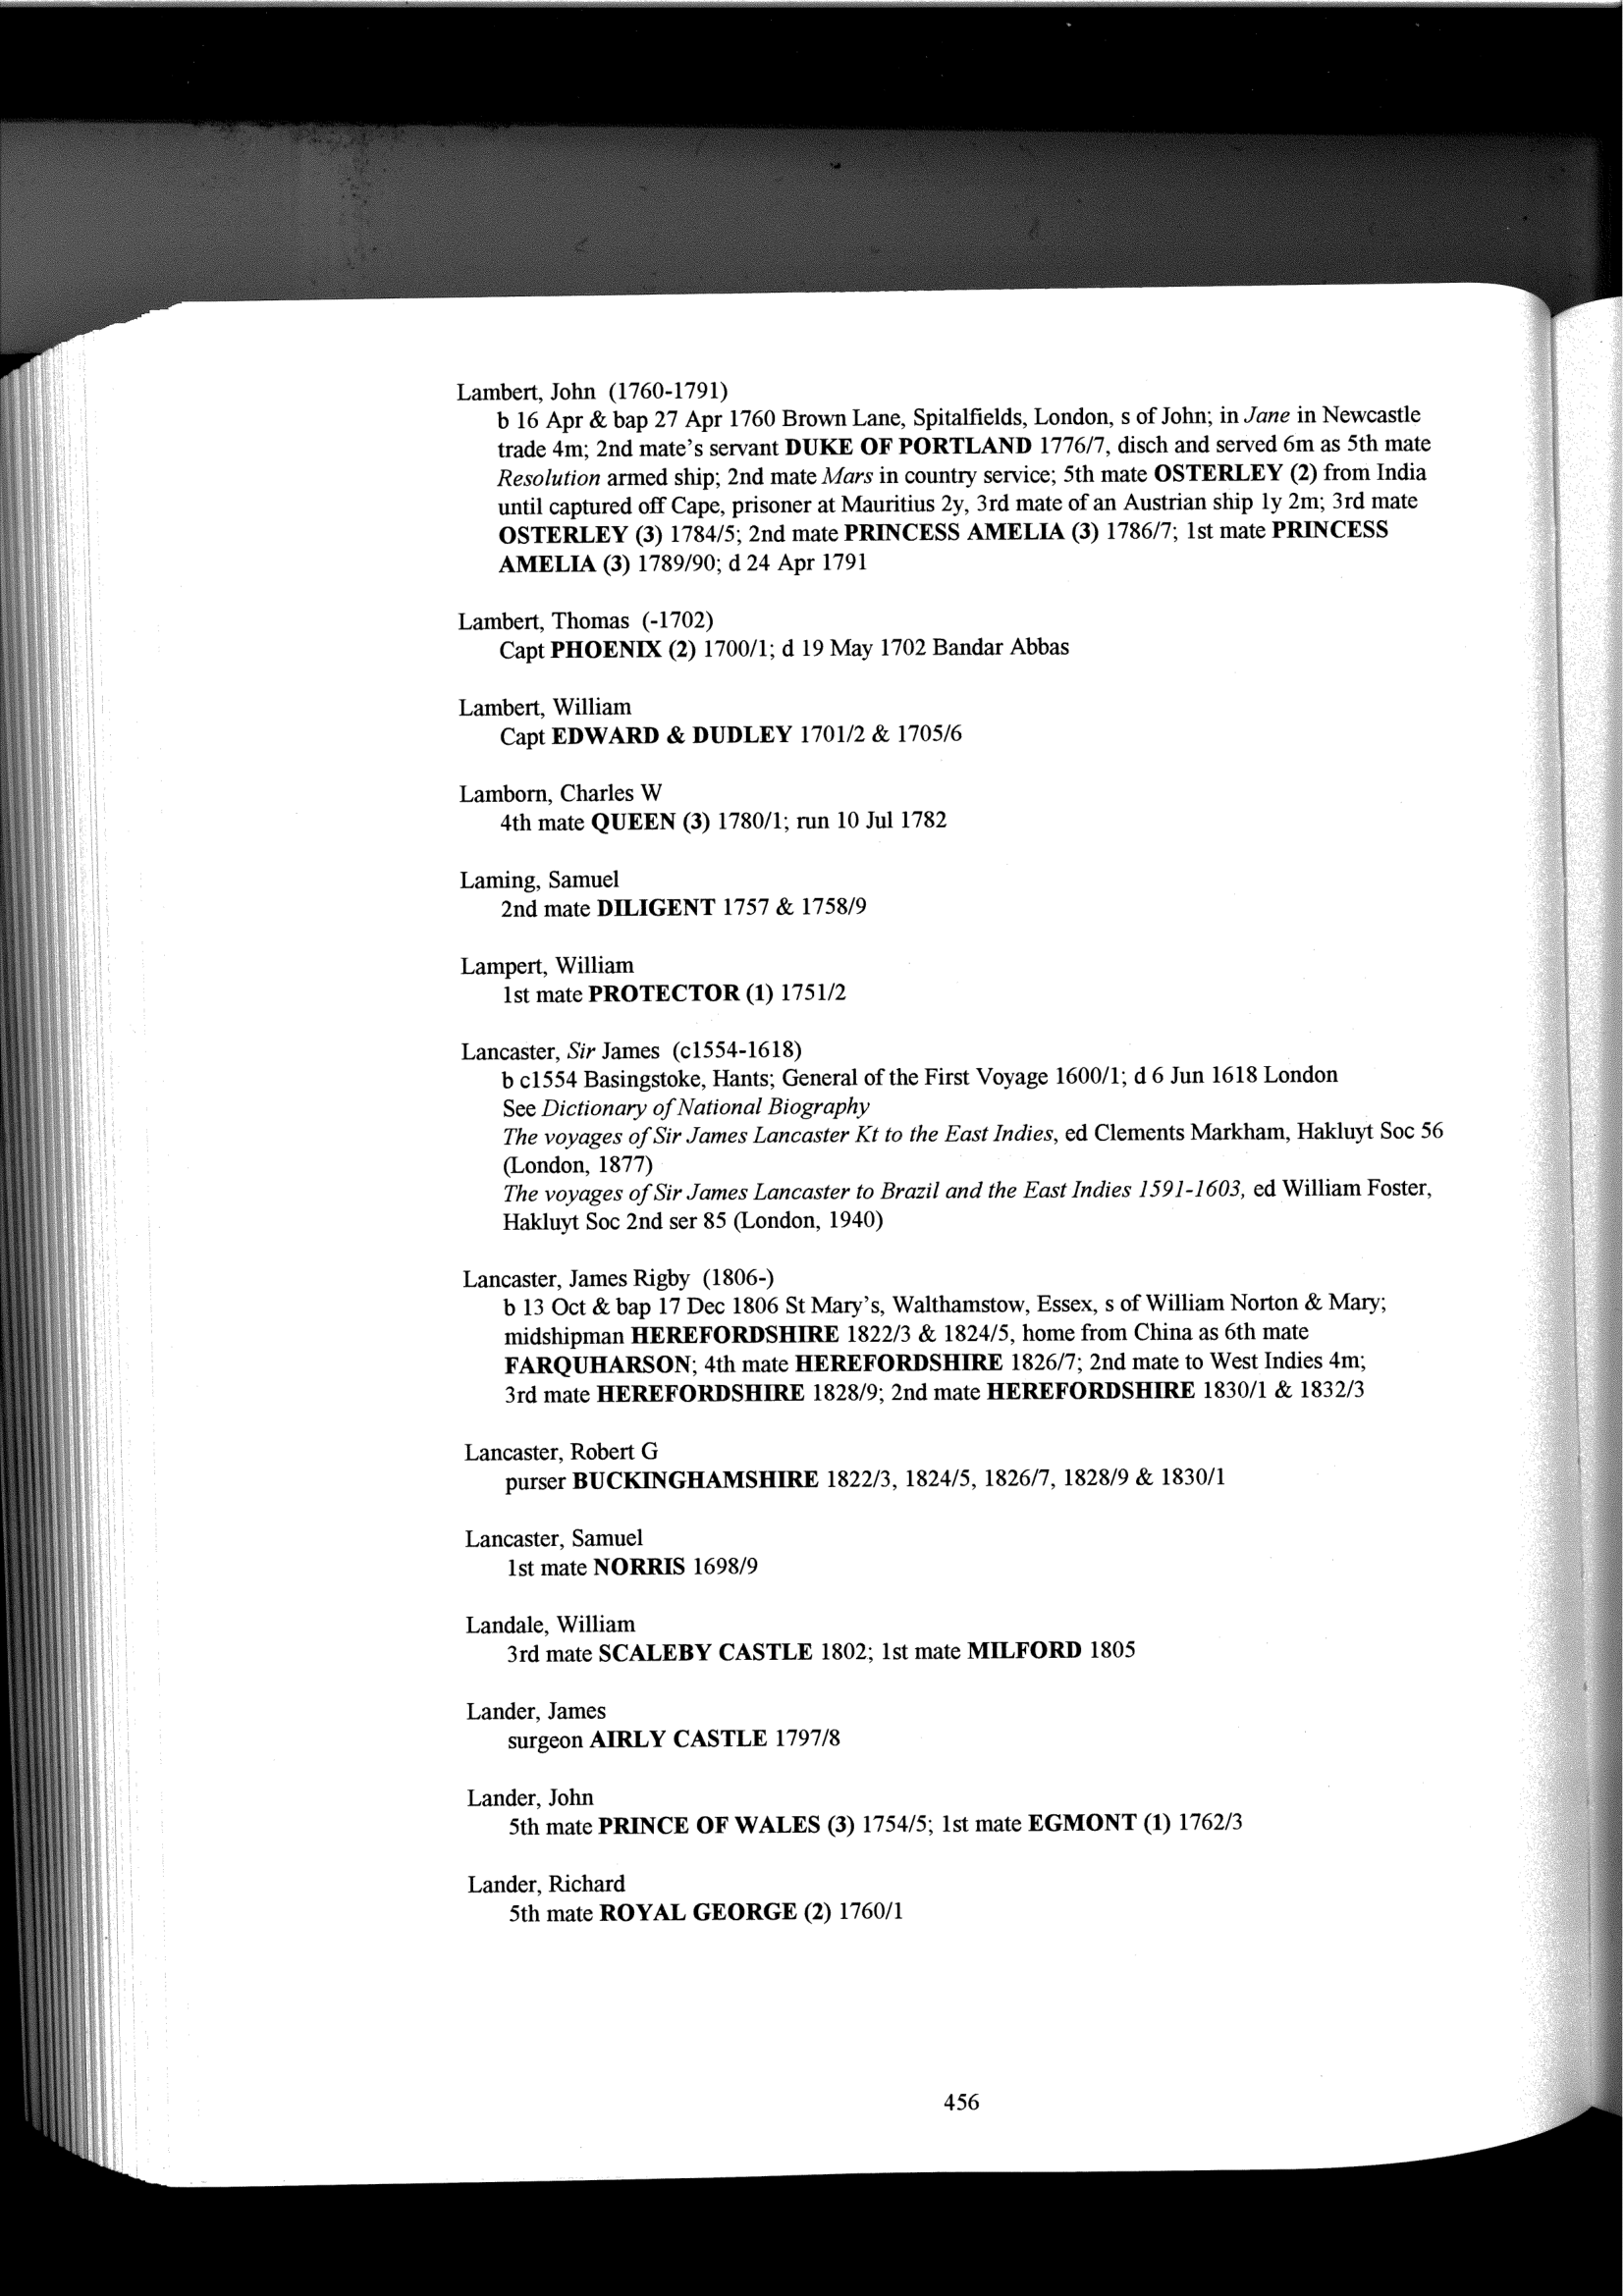 Lambert, John (1760-1791)
b 16 Apr & bap 27 Apr 1760 Brown Lane, Spitalfields, London, s of John; in Jane in Newcastle
trade 4m; 2nd mate's servant DUKE OF PORTLAND 1776/7, disch and served 6m as 5th mate
Resolution armed ship; 2nd mate Mars in country service; 5th mate OSTERLEY (2) from India
until captured off Cape, prisoner at Mauritius 2y, 3rd mate of an Austrian ship 1y 2m; 3rd mate
OSTERLEY (3) 1784/5; 2nd mate PRINCESS AMELIA (3) 1786/7; 1st mate PRINCESS
AMELIA (3) 1789/90; d 24 Apr 1791
Lambert, Thomas (-1702)
Capt PHOENIX (2) 1700/1; d 19 May 1702 Bandar Abbas
Lambert, William
Capt EDWARD & DUDLEY 1701/2 & 1705/6
Lamborn, Charles W
4th mate QUEEN (3) 1780/1; run 10 Jul 1782
Laming, Samuel
2nd mate DILIGENT 1757 & 1758/9
Lampert, William
1st mate PROTECTOR (1) 1751/2
Lancaster, Sir James (c1554-1618)
b c1554 Basingstoke, Hants; General of the First Voyage 1600/1; d 6 Jun 1618 London
See Dictionary of National Biography
The voyages of Sir James Lancaster Kt to the East Indies, ed Clements Markham, Hakluyt Soc 56
(London, 1877)
The voyages of Sir James Lancaster to Brazil and the East Indies 1591-1603, ed William Foster,
Hakluyt Soc 2nd ser 85 (London, 1940)
Lancaster, James Rigby (1806-)
b 13 Oct & bap 17 Dec 1806 St Mary's, Walthamstow, Essex, s of William Norton & Mary;
midshipman HEREFORDSHIRE 1822/3 & 1824/5, home from China as 6th mate
FARQUHARSON; 4th mate HEREFORDSHIRE 1826/7; 2nd mate to West Indies 4m;
3rd mate HEREFORDSHIRE 1828/9; 2nd mate HEREFORDSHIRE 1830/1 & 1832/3
Lancaster, Robert G
purser BUCKINGHAMSHIRE 1822/3, 1824/5, 1826/7, 1828/9 & 1830/1
Lancaster, Samuel
1st mate NORRIS 1698/9
Landale, William
3rd mate SCALEBY CASTLE 1802; 1st mate MILFORD 1805
Lander, James
surgeon AIRLY CASTLE 1797/8
Lander, John
5th mate PRINCE OF WALES (3) 1754/5; 1st mate EGMONT (1) 1762/3
Lander, Richard
5th mate ROYAL GEORGE (2) 1760/1
456